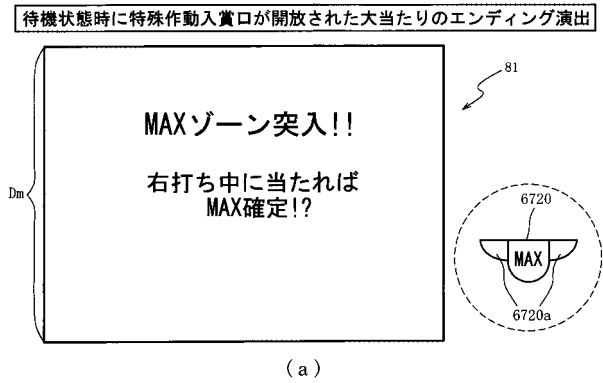 待機状態時に特殊作動入賞口が開放された大当たりのエンディング演出
81
MAXゾーン突入!!
右打ち中に当たれば
MAX確定!?
Dm
6720
MAX
6720a
(a)